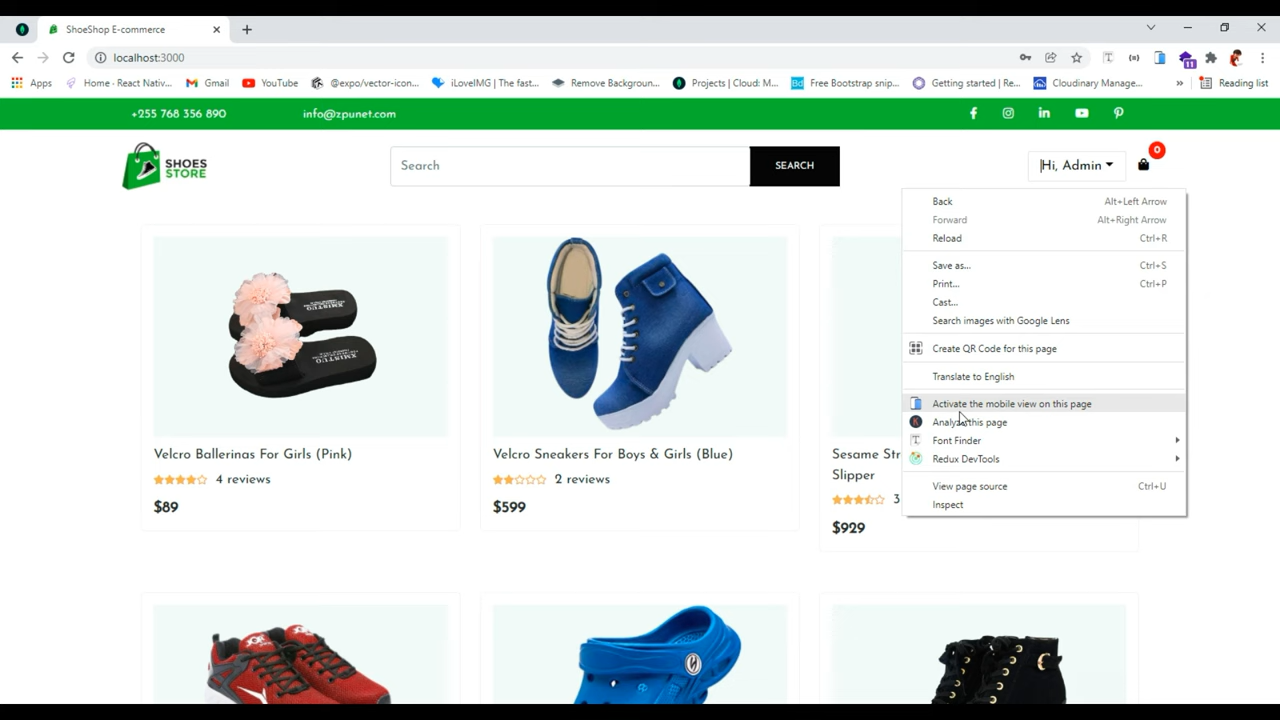 ShoeShop E-commerce
localhost:3000
11
Apps
Home · React Nativ...
Gmail
YouTube
@expo/vector-icon...
iLoveIMG | The fast...
Remove Backgroun...
Projects | Cloud: M...
Bd
Free Bootstrap snip...
Getting started | Re...
Cloudinary Manage...
»
Reading list
+255 768 356 890
info@zpunet.com
SHOES
STORE
Search
SEARCH
Hi, Admin
0
Back Alt+Left Arrow
Forward Alt+Right Arrow
Reload Ctrl+R
Save as... Ctrl+S
Print... Ctrl+P
Cast...
Search images with Google Lens
Create QR Code for this page
Translate to English
Activate the mobile view on this page
Analyze this page
Font Finder
Redux DevTools
View page source Ctrl+U
Inspect
Velcro Ballerinas For Girls (Pink)
4 reviews
$89
Velcro Sneakers For Boys & Girls (Blue)
2 reviews
$599
Sesame Str
Slipper
3
$929